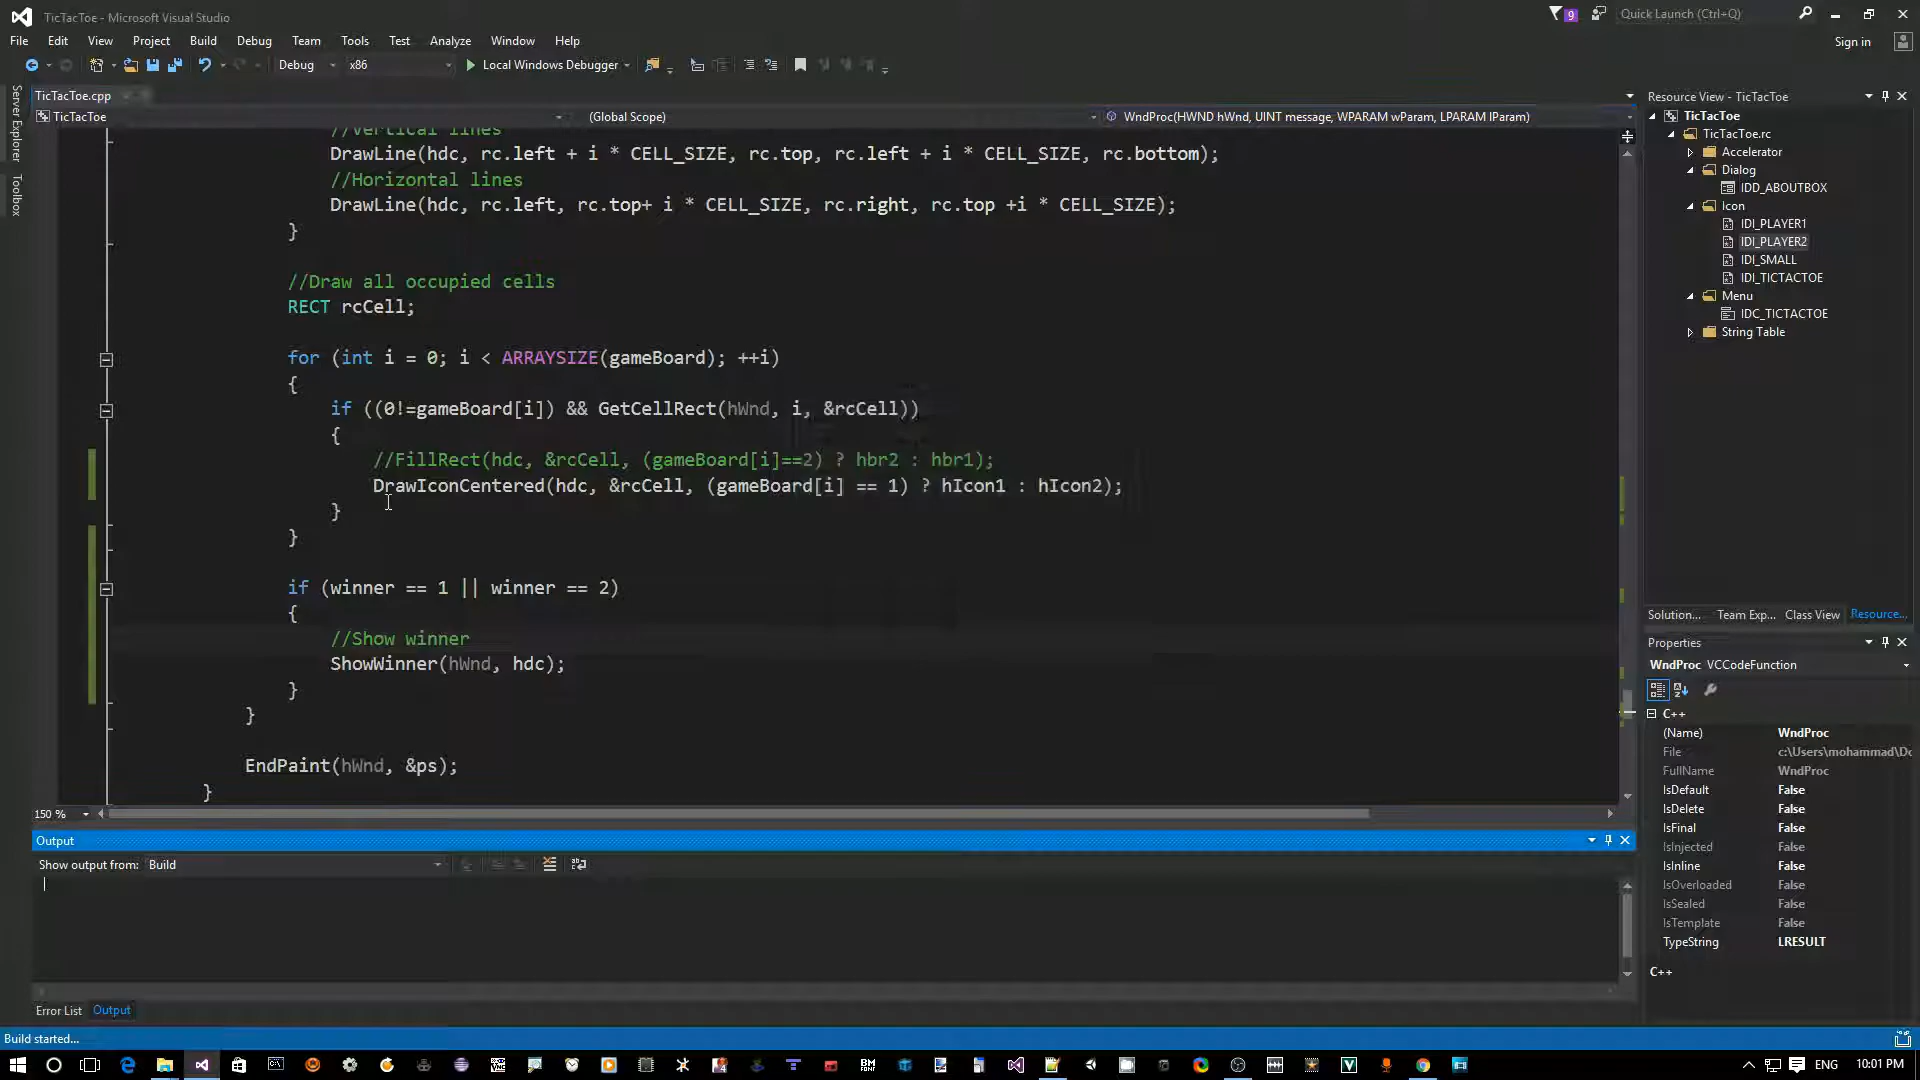 TicTacToe - Microsoft Visual Studio
9
Quick Launch (Ctrl+Q)
File Edit View Project Build Debug Team Tools Test Analyze Window Help
Sign in
Debug x86 Local Windows Debugger
Server Explorer
Toolbox
TicTacToe.cpp
TicTacToe (Global Scope) WndProc(HWND hWnd, UINT message, WPARAM wParam, LPARAM lParam)
//Vertical lines
DrawLine(hdc, rc.left + i * CELL_SIZE, rc.top, rc.left + i * CELL_SIZE, rc.bottom);
//Horizontal lines
DrawLine(hdc, rc.left, rc.top+ i * CELL_SIZE, rc.right, rc.top +i * CELL_SIZE);
}
//Draw all occupied cells
RECT rcCell;
for (int i = 0; i < ARRAYSIZE(gameBoard); ++i)
{
if ((0!=gameBoard[i]) && GetCellRect(hWnd, i, &rcCell))
{
//FillRect(hdc, &rcCell, (gameBoard[i]==2) ? hbr2 : hbr1);
DrawIconCentered(hdc, &rcCell, (gameBoard[i] == 1) ? hIcon1 : hIcon2);
}
}
if (winner == 1 || winner == 2)
{
//Show winner
ShowWinner(hWnd, hdc);
}
}
EndPaint(hWnd, &ps);
}
150 %
Output
Show output from: Build
Error List Output
Build started...
Resource View - TicTacToe
TicTacToe
TicTacToe.rc
Accelerator
Dialog
IDD_ABOUTBOX
Icon
IDI_PLAYER1
IDI_PLAYER2
IDI_SMALL
IDI_TICTACTOE
Menu
IDC_TICTACTOE
String Table
Solution... Team Exp... Class View Resource...
Properties
WndProc VCCodeFunction
C++
(Name) WndProc
File c:\Users\mohammad\Do
FullName WndProc
IsDefault False
IsDelete False
IsFinal False
IsInjected False
IsInline False
IsOverloaded False
IsSealed False
IsTemplate False
TypeString LRESULT
C++
ENG 10:01 PM